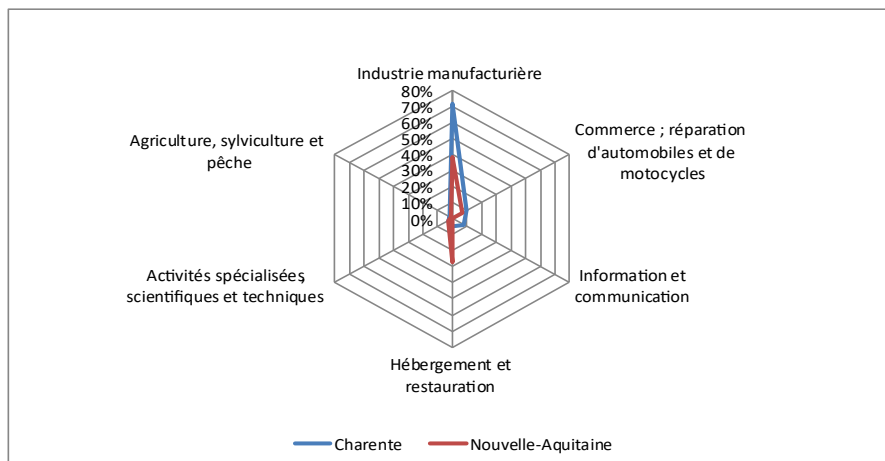 Industrie manufacturière
80%
70%
60%
50%
40%
30%
20%
10%
0%
Commerce ; réparation
d'automobiles et de
motocycles
Information et
communication
Hébergement et
restauration
Activités spécialisées,
scientifiques et techniques
Agriculture, sylviculture et
pêche
Charente
Nouvelle-Aquitaine